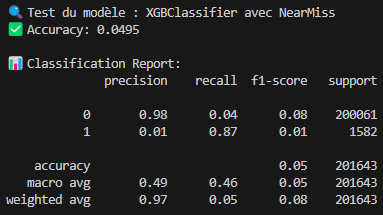 🔍 Test du modèle : XGBClassifier avec NearMiss
✅ Accuracy: 0.0495
📊 Classification Report:
precision recall f1-score support
0 0.98 0.04 0.08 200061
1 0.01 0.87 0.01 1582
accuracy 0.05 201643
macro avg 0.49 0.46 0.05 201643
weighted avg 0.97 0.05 0.08 201643